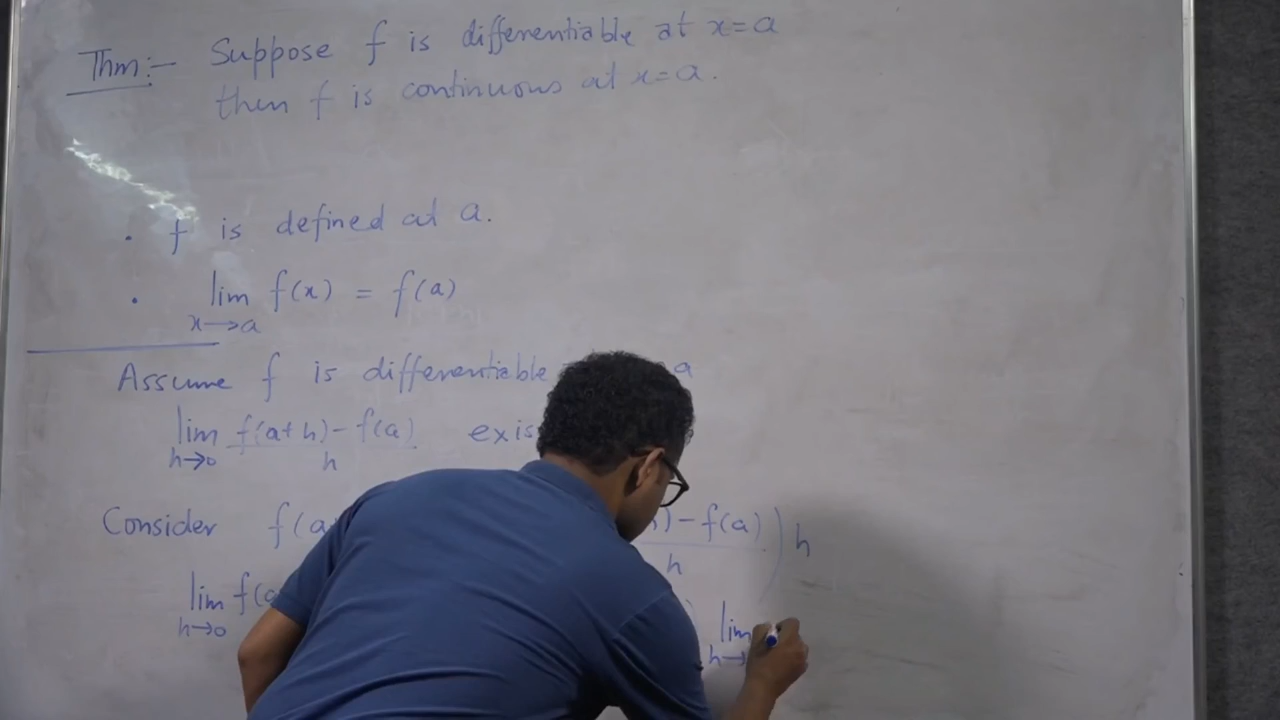 Thm:- Suppose f is differentiable at x=a
then f is continuous at x=a.
. f is defined at a.
. lim f(x) = f(a)
x→a
Assume f is differentiable a
lim f(a+h)-f(a) exis
h→0 h
Consider f(a h)-f(a) ) h
h
lim f(a lim
h→0 h→